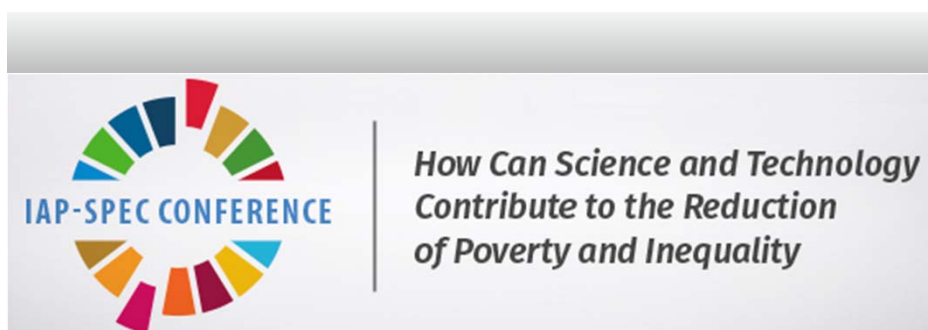 IAP-SPEC CONFERENCE
How Can Science and Technology
Contribute to the Reduction
of Poverty and Inequality